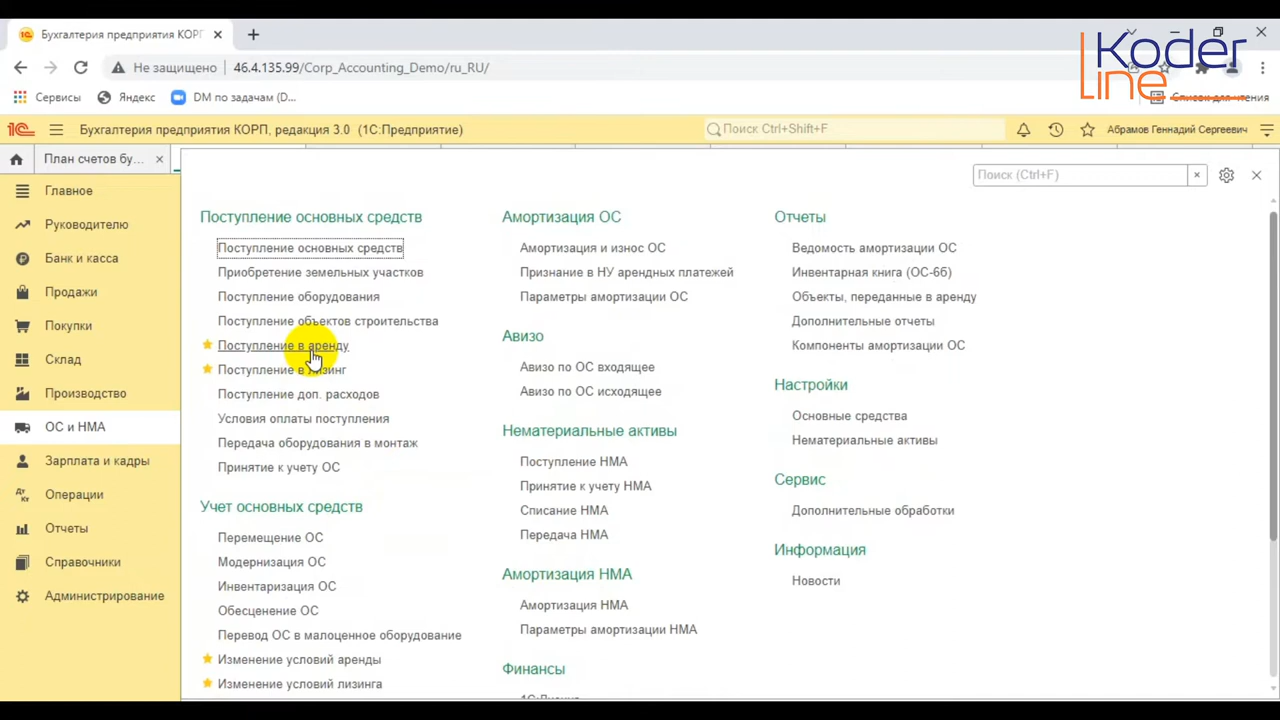 Бухгалтерия предприятия КОРП
Koder
line
Не защищено 46.4.135.99/Corp_Accounting_Demo/ru_RU/
Сервисы Яндекс DM по задачам (D... Список для чтения
1С Бухгалтерия предприятия КОРП, редакция 3.0 (1С:Предприятие) Поиск Ctrl+Shift+F Абрамов Геннадий Сергеевич
План счетов бу...
Поиск (Ctrl+F)
Главное
Руководителю
Банк и касса
Продажи
Покупки
Склад
Производство
ОС и НМА
Зарплата и кадры
Операции
Отчеты
Справочники
Администрирование
Поступление основных средств
Поступление основных средств
Приобретение земельных участков
Поступление оборудования
Поступление объектов строительства
Поступление в аренду
Поступление в лизинг
Поступление доп. расходов
Условия оплаты поступления
Передача оборудования в монтаж
Принятие к учету ОС
Учет основных средств
Перемещение ОС
Модернизация ОС
Инвентаризация ОС
Обесценение ОС
Перевод ОС в малоценное оборудование
Изменение условий аренды
Изменение условий лизинга
Амортизация ОС
Амортизация и износ ОС
Признание в НУ арендных платежей
Параметры амортизации ОС
Авизо
Авизо по ОС входящее
Авизо по ОС исходящее
Нематериальные активы
Поступление НМА
Принятие к учету НМА
Списание НМА
Передача НМА
Амортизация НМА
Амортизация НМА
Параметры амортизации НМА
Финансы
Отчеты
Ведомость амортизации ОС
Инвентарная книга (ОС-6б)
Объекты, переданные в аренду
Дополнительные отчеты
Компоненты амортизации ОС
Настройки
Основные средства
Нематериальные активы
Сервис
Дополнительные обработки
Информация
Новости